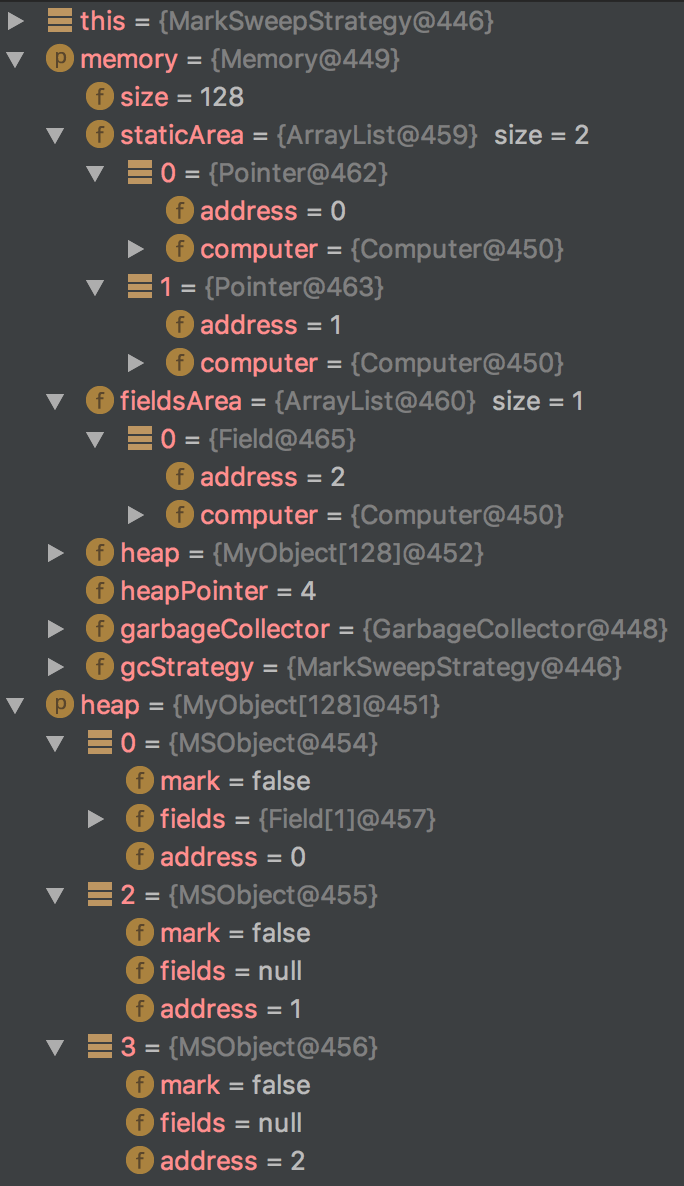 this = {MarkSweepStrategy@446}
p memory = {Memory@449}
f size = 128
f staticArea = {ArrayList@459} size = 2
0 = {Pointer@462}
f address = 0
f computer = {Computer@450}
1 = {Pointer@463}
f address = 1
f computer = {Computer@450}
f fieldsArea = {ArrayList@460} size = 1
0 = {Field@465}
f address = 2
f computer = {Computer@450}
f heap = {MyObject[128]@452}
f heapPointer = 4
f garbageCollector = {GarbageCollector@448}
f gcStrategy = {MarkSweepStrategy@446}
p heap = {MyObject[128]@451}
0 = {MSObject@454}
f mark = false
f fields = {Field[1]@457}
f address = 0
2 = {MSObject@455}
f mark = false
f fields = null
f address = 1
3 = {MSObject@456}
f mark = false
f fields = null
f address = 2